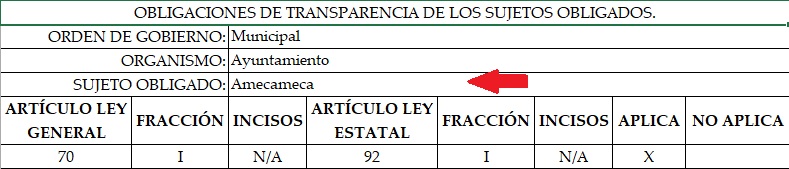 OBLIGACIONES DE TRANSPARENCIA DE LOS SUJETOS OBLIGADOS.
ORDEN DE GOBIERNO: Municipal
ORGANISMO: Ayuntamiento
SUJETO OBLIGADO: Amecameca
ARTÍCULO LEY GENERAL FRACCIÓN INCISOS ARTÍCULO LEY ESTATAL FRACCIÓN INCISOS APLICA NO APLICA
70 I N/A 92 I N/A X